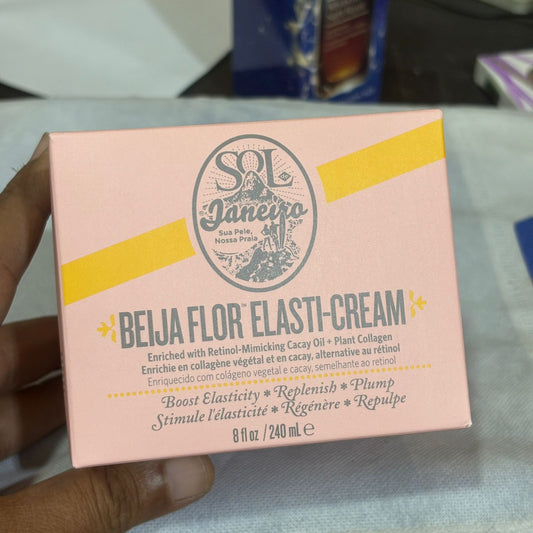 SOL
de
Janeiro
Sua Pele,
Nossa Praia
BEIJA FLOR™ ELASTI-CREAM
Enriched with Retinol-Mimicking Cacay Oil + Plant Collagen
Enrichie en collagène végétal et en cacay, alternative au rétinol
Enriquecido com colágeno vegetal e cacay, semelhante ao retinol
Boost Elasticity * Replenish * Plump
Stimule l'élasticité * Régénère * Repulpe
8 fl oz / 240 mL ℮